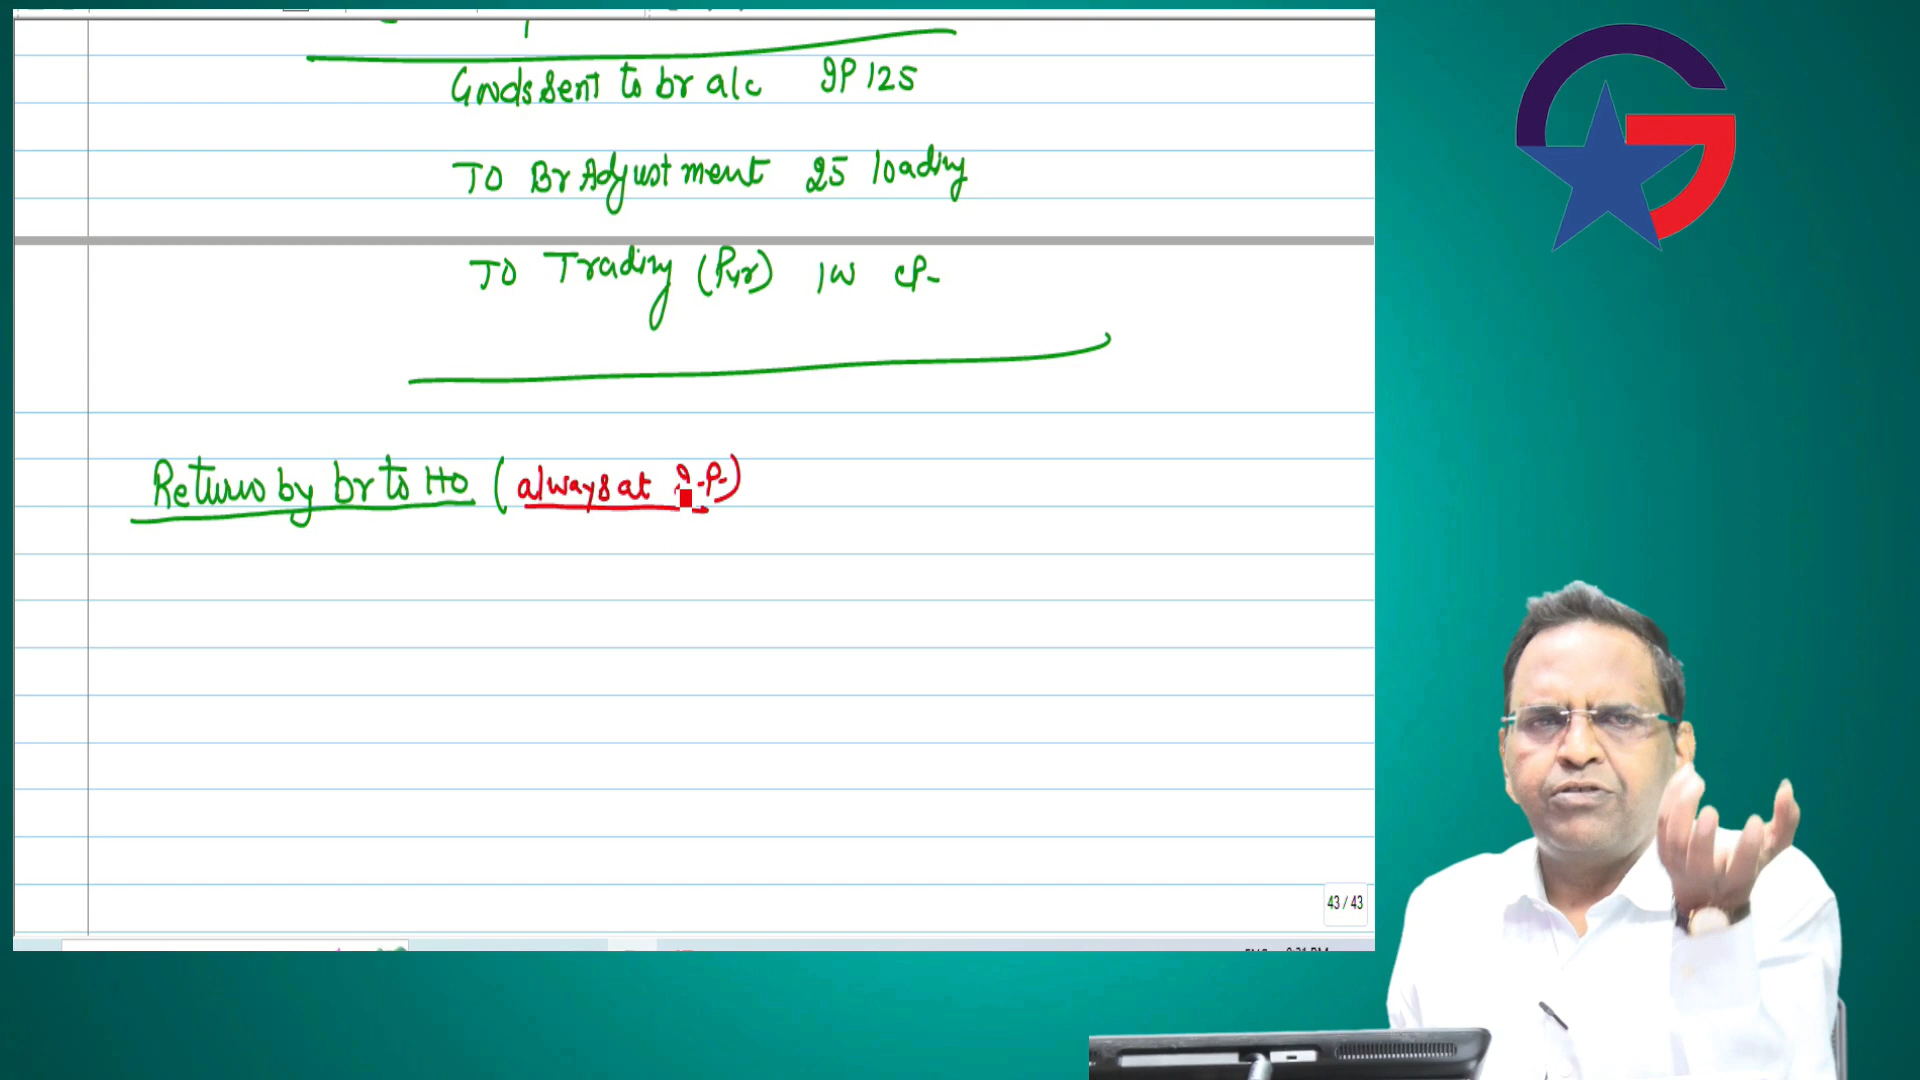 Goods Sent to br a/c IP 125
TO Br Adjustment 25 loading
TO Trading (Pur) 100 CP-
Returns by br to HO (always at I.P-)
43 / 43